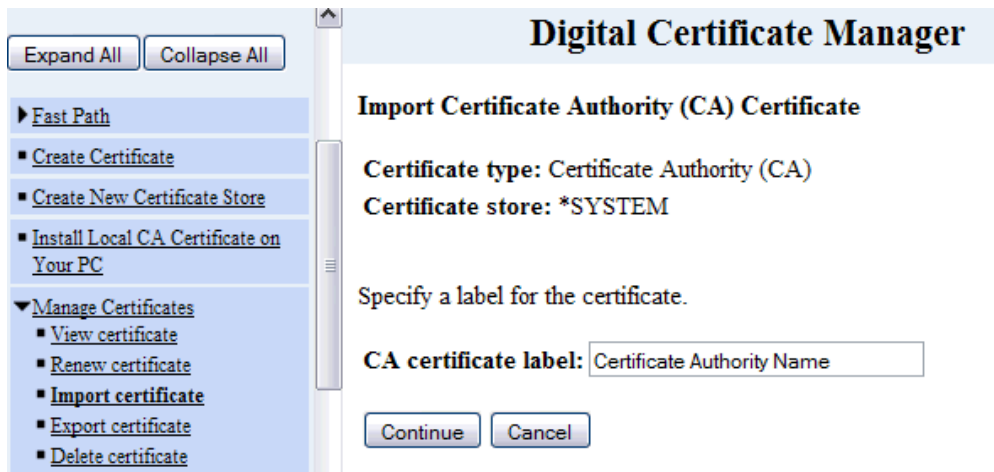 Expand All Collapse All
Fast Path
Create Certificate
Create New Certificate Store
Install Local CA Certificate on
Your PC
Manage Certificates
View certificate
Renew certificate
Import certificate
Export certificate
Delete certificate
Digital Certificate Manager
Import Certificate Authority (CA) Certificate
Certificate type: Certificate Authority (CA)
Certificate store: *SYSTEM
Specify a label for the certificate.
CA certificate label: Certificate Authority Name
Continue Cancel